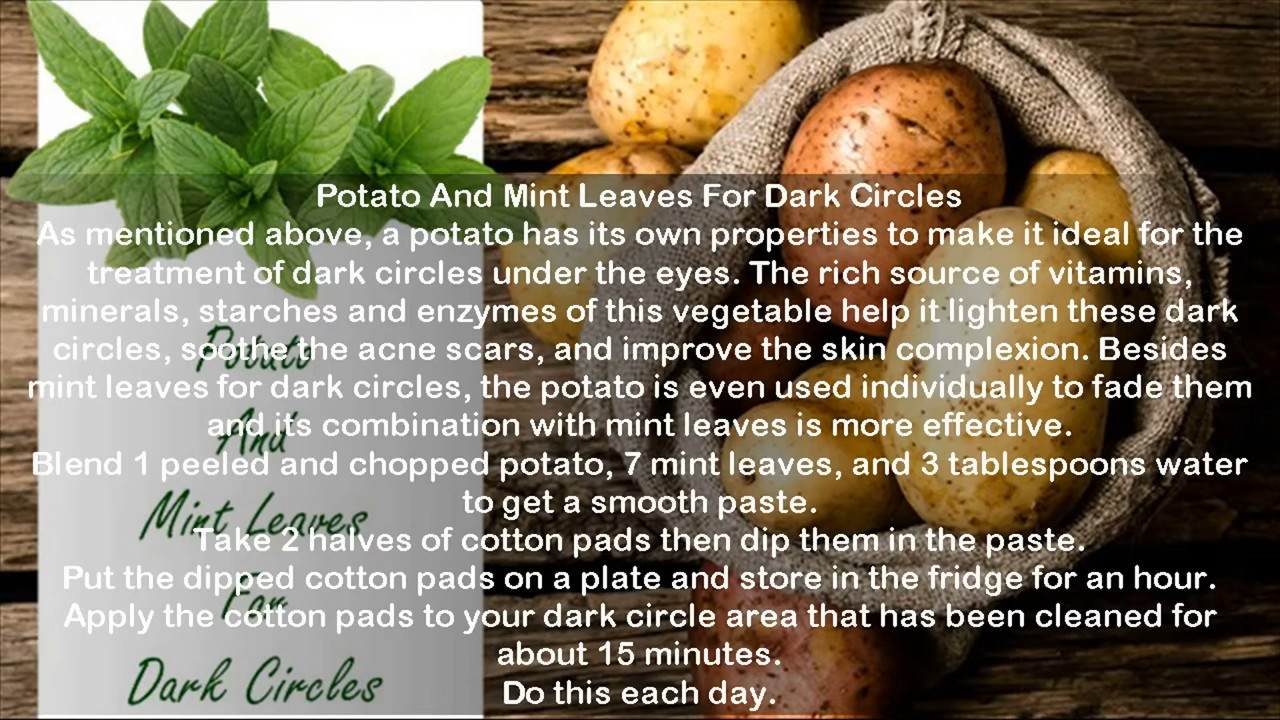 Potato And Mint Leaves For Dark Circles
As mentioned above, a potato has its own properties to make it ideal for the
treatment of dark circles under the eyes. The rich source of vitamins,
minerals, starches and enzymes of this vegetable help it lighten these dark
circles, soothe the acne scars, and improve the skin complexion. Besides
mint leaves for dark circles, the potato is even used individually to fade them
and its combination with mint leaves is more effective.
Blend 1 peeled and chopped potato, 7 mint leaves, and 3 tablespoons water
to get a smooth paste.
Take 2 halves of cotton pads then dip them in the paste.
Put the dipped cotton pads on a plate and store in the fridge for an hour.
Apply the cotton pads to your dark circle area that has been cleaned for
about 15 minutes.
Do this each day.
Potato
And
Mint Leaves
For
Dark Circles